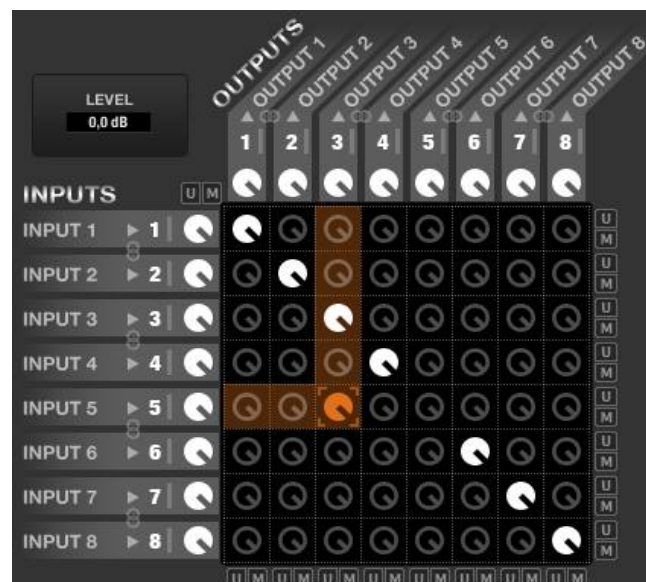 OUTPUTS
OUTPUT 1
OUTPUT 2
OUTPUT 3
OUTPUT 4
OUTPUT 5
OUTPUT 6
OUTPUT 7
OUTPUT 8
LEVEL
0,0 dB
1 2 3 4 5 6 7 8
INPUTS U M
INPUT 1 1 U M
INPUT 2 2 U M
INPUT 3 3 U M
INPUT 4 4 U M
INPUT 5 5 U M
INPUT 6 6 U M
INPUT 7 7 U M
INPUT 8 8 U M
U M U M U M U M U M U M U M U M